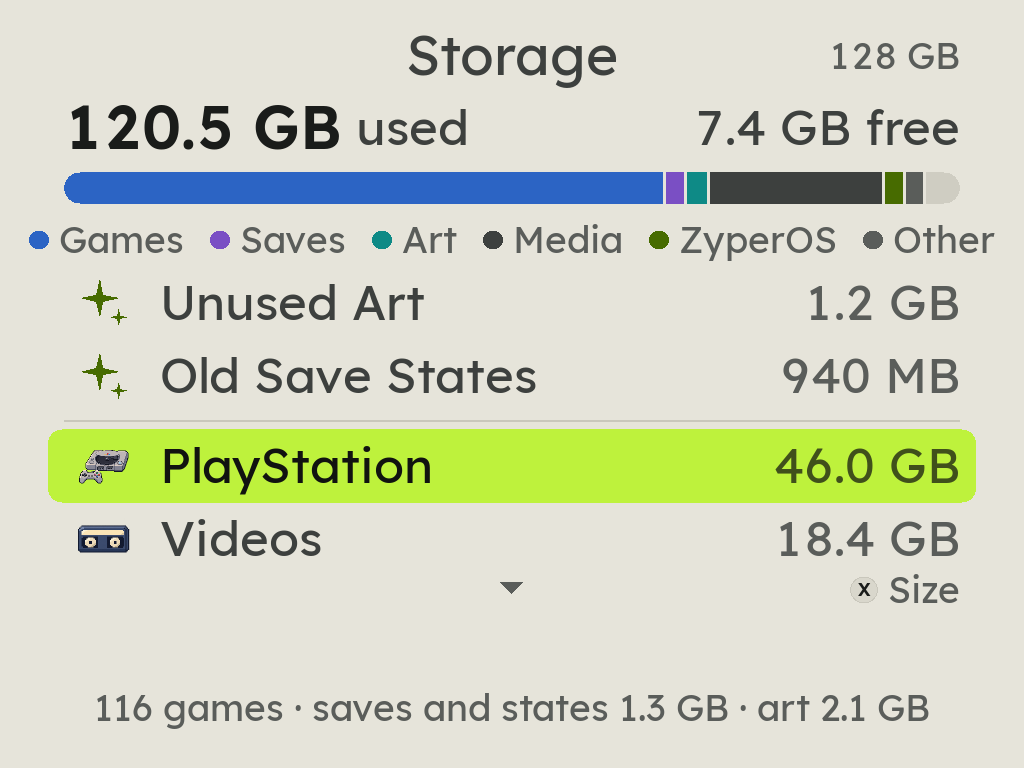 Storage 128 GB
120.5 GB used 7.4 GB free
Games Saves Art Media ZyperOS Other
Unused Art 1.2 GB
Old Save States 940 MB
PlayStation 46.0 GB
Videos 18.4 GB
X Size
116 games · saves and states 1.3 GB · art 2.1 GB